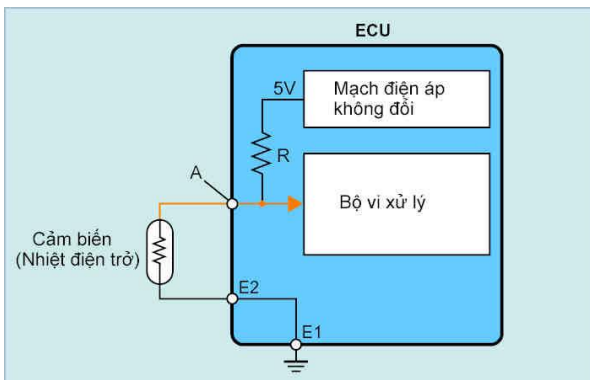 ECU
5V
Mạch điện áp
không đổi
R
A
Bộ vi xử lý
Cảm biến
(Nhiệt điện trở)
E2
E1